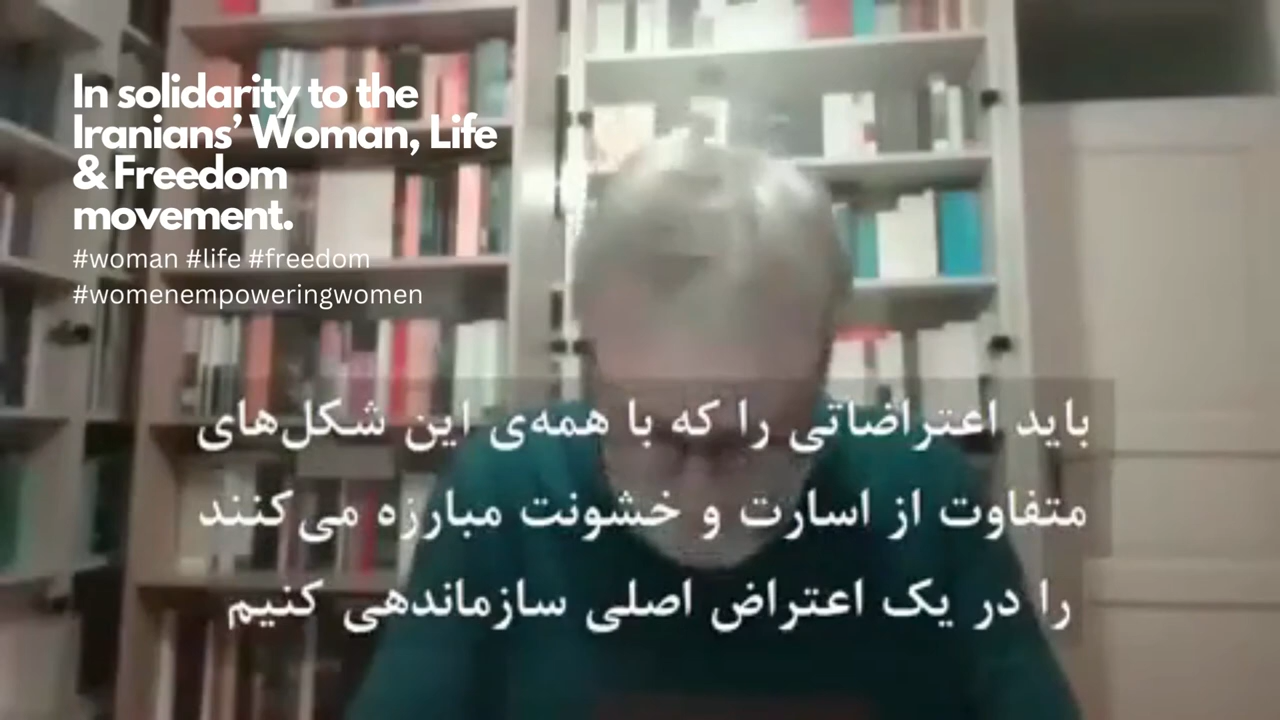 In solidarity to the
Iranians’ Woman, Life
& Freedom
movement.
#woman #life #freedom
#womenempoweringwomen
باید اعتراضاتی را که با همه‌ی این شکل‌های
متفاوت از اسارت و خشونت مبارزه می‌کنند
را در یک اعتراض اصلی سازماندهی کنیم